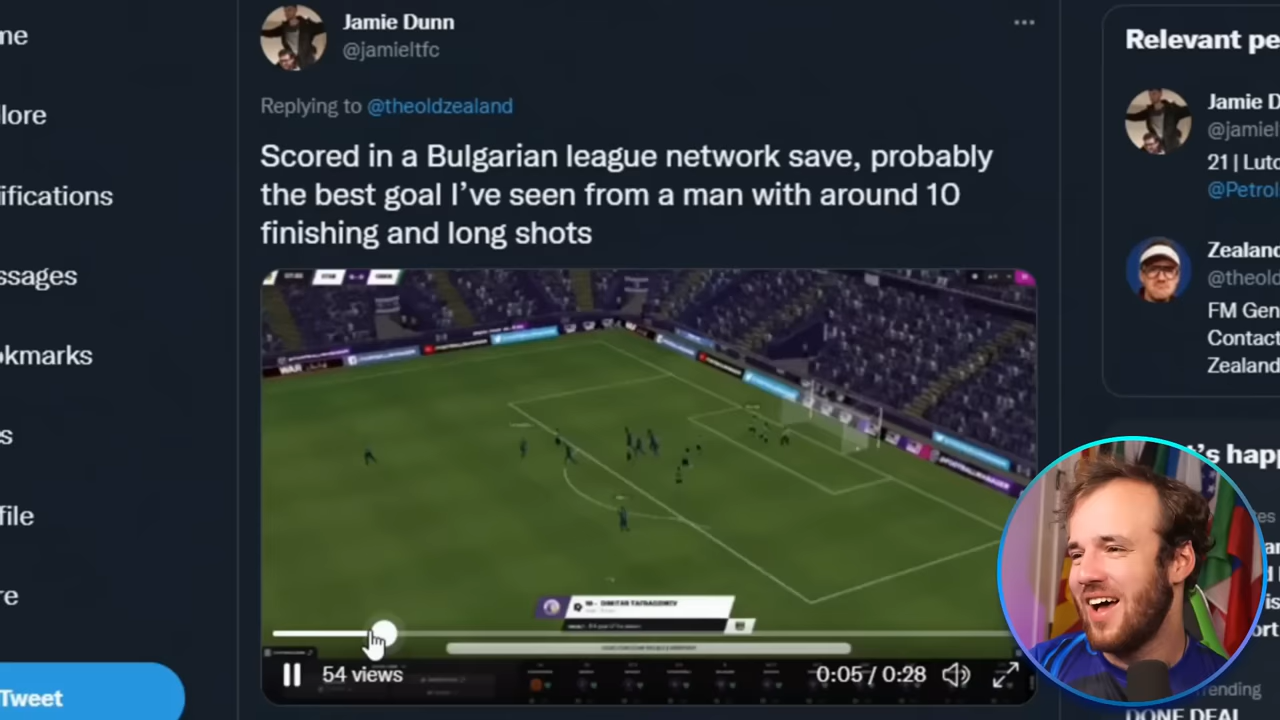 me
Jamie Dunn
@jamieltfc
Relevant pe
lore
Replying to @theoldzealand
Jamie D
@jamiel
Scored in a Bulgarian league network save, probably
the best goal I've seen from a man with around 10
finishing and long shots
21 | Luto
@Petrol
ifications
Zealand
@theold
FM Gen
Contact
Zealand
ssages
okmarks
s
file
re
Tweet
WAR
54 views
0:05 / 0:28
's happ
rending
DONE DEAL